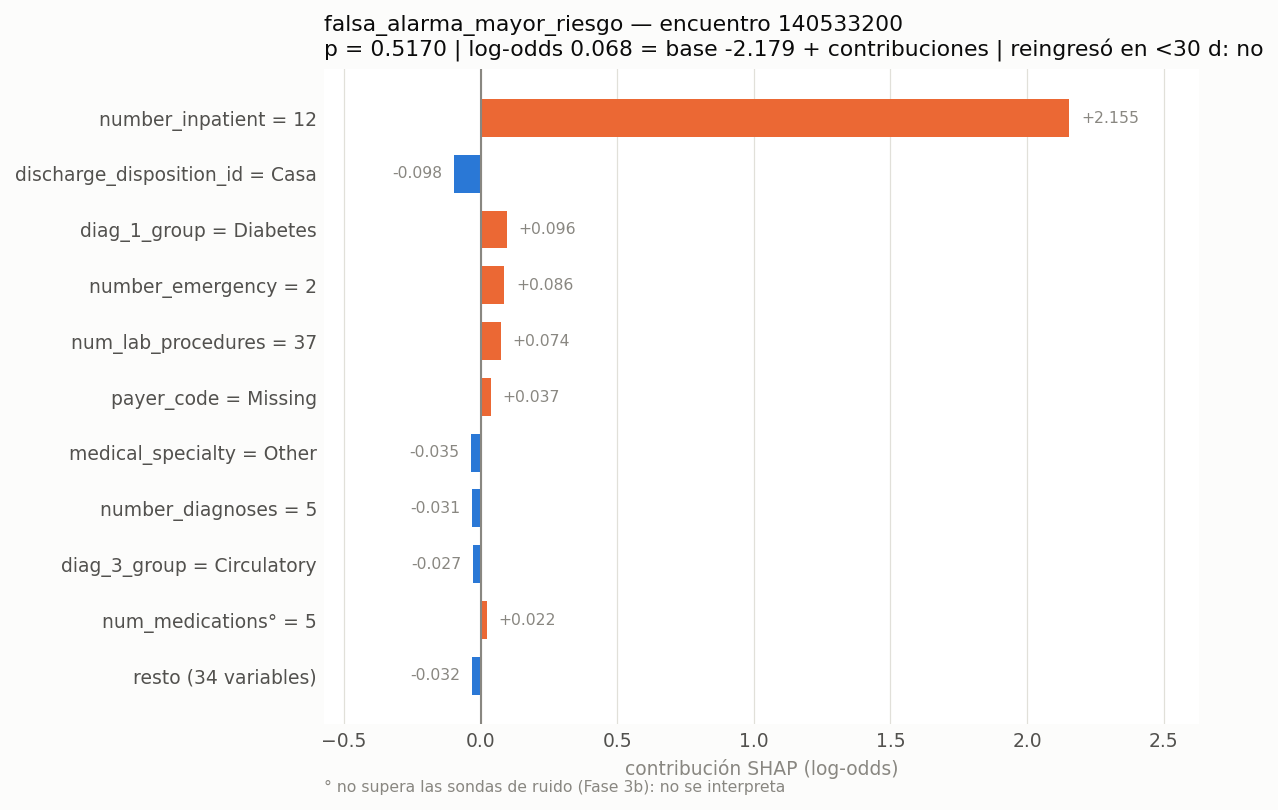 falsa_alarma_mayor_riesgo — encuentro 140533200
p = 0.5170 | log-odds 0.068 = base -2.179 + contribuciones | reingresó en <30 d: no
number_inpatient = 12
+2.155
discharge_disposition_id = Casa
-0.098
diag_1_group = Diabetes
+0.096
number_emergency = 2
+0.086
num_lab_procedures = 37
+0.074
payer_code = Missing
+0.037
medical_specialty = Other
-0.035
number_diagnoses = 5
-0.031
diag_3_group = Circulatory
-0.027
num_medications° = 5
+0.022
resto (34 variables)
-0.032
−0.5 0.0 0.5 1.0 1.5 2.0 2.5
contribución SHAP (log-odds)
° no supera las sondas de ruido (Fase 3b): no se interpreta